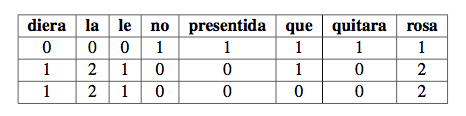 diera la le no presentida que quitara rosa
0 0 0 1 1 1 1 1
1 2 1 0 0 1 0 2
1 2 1 0 0 0 0 2